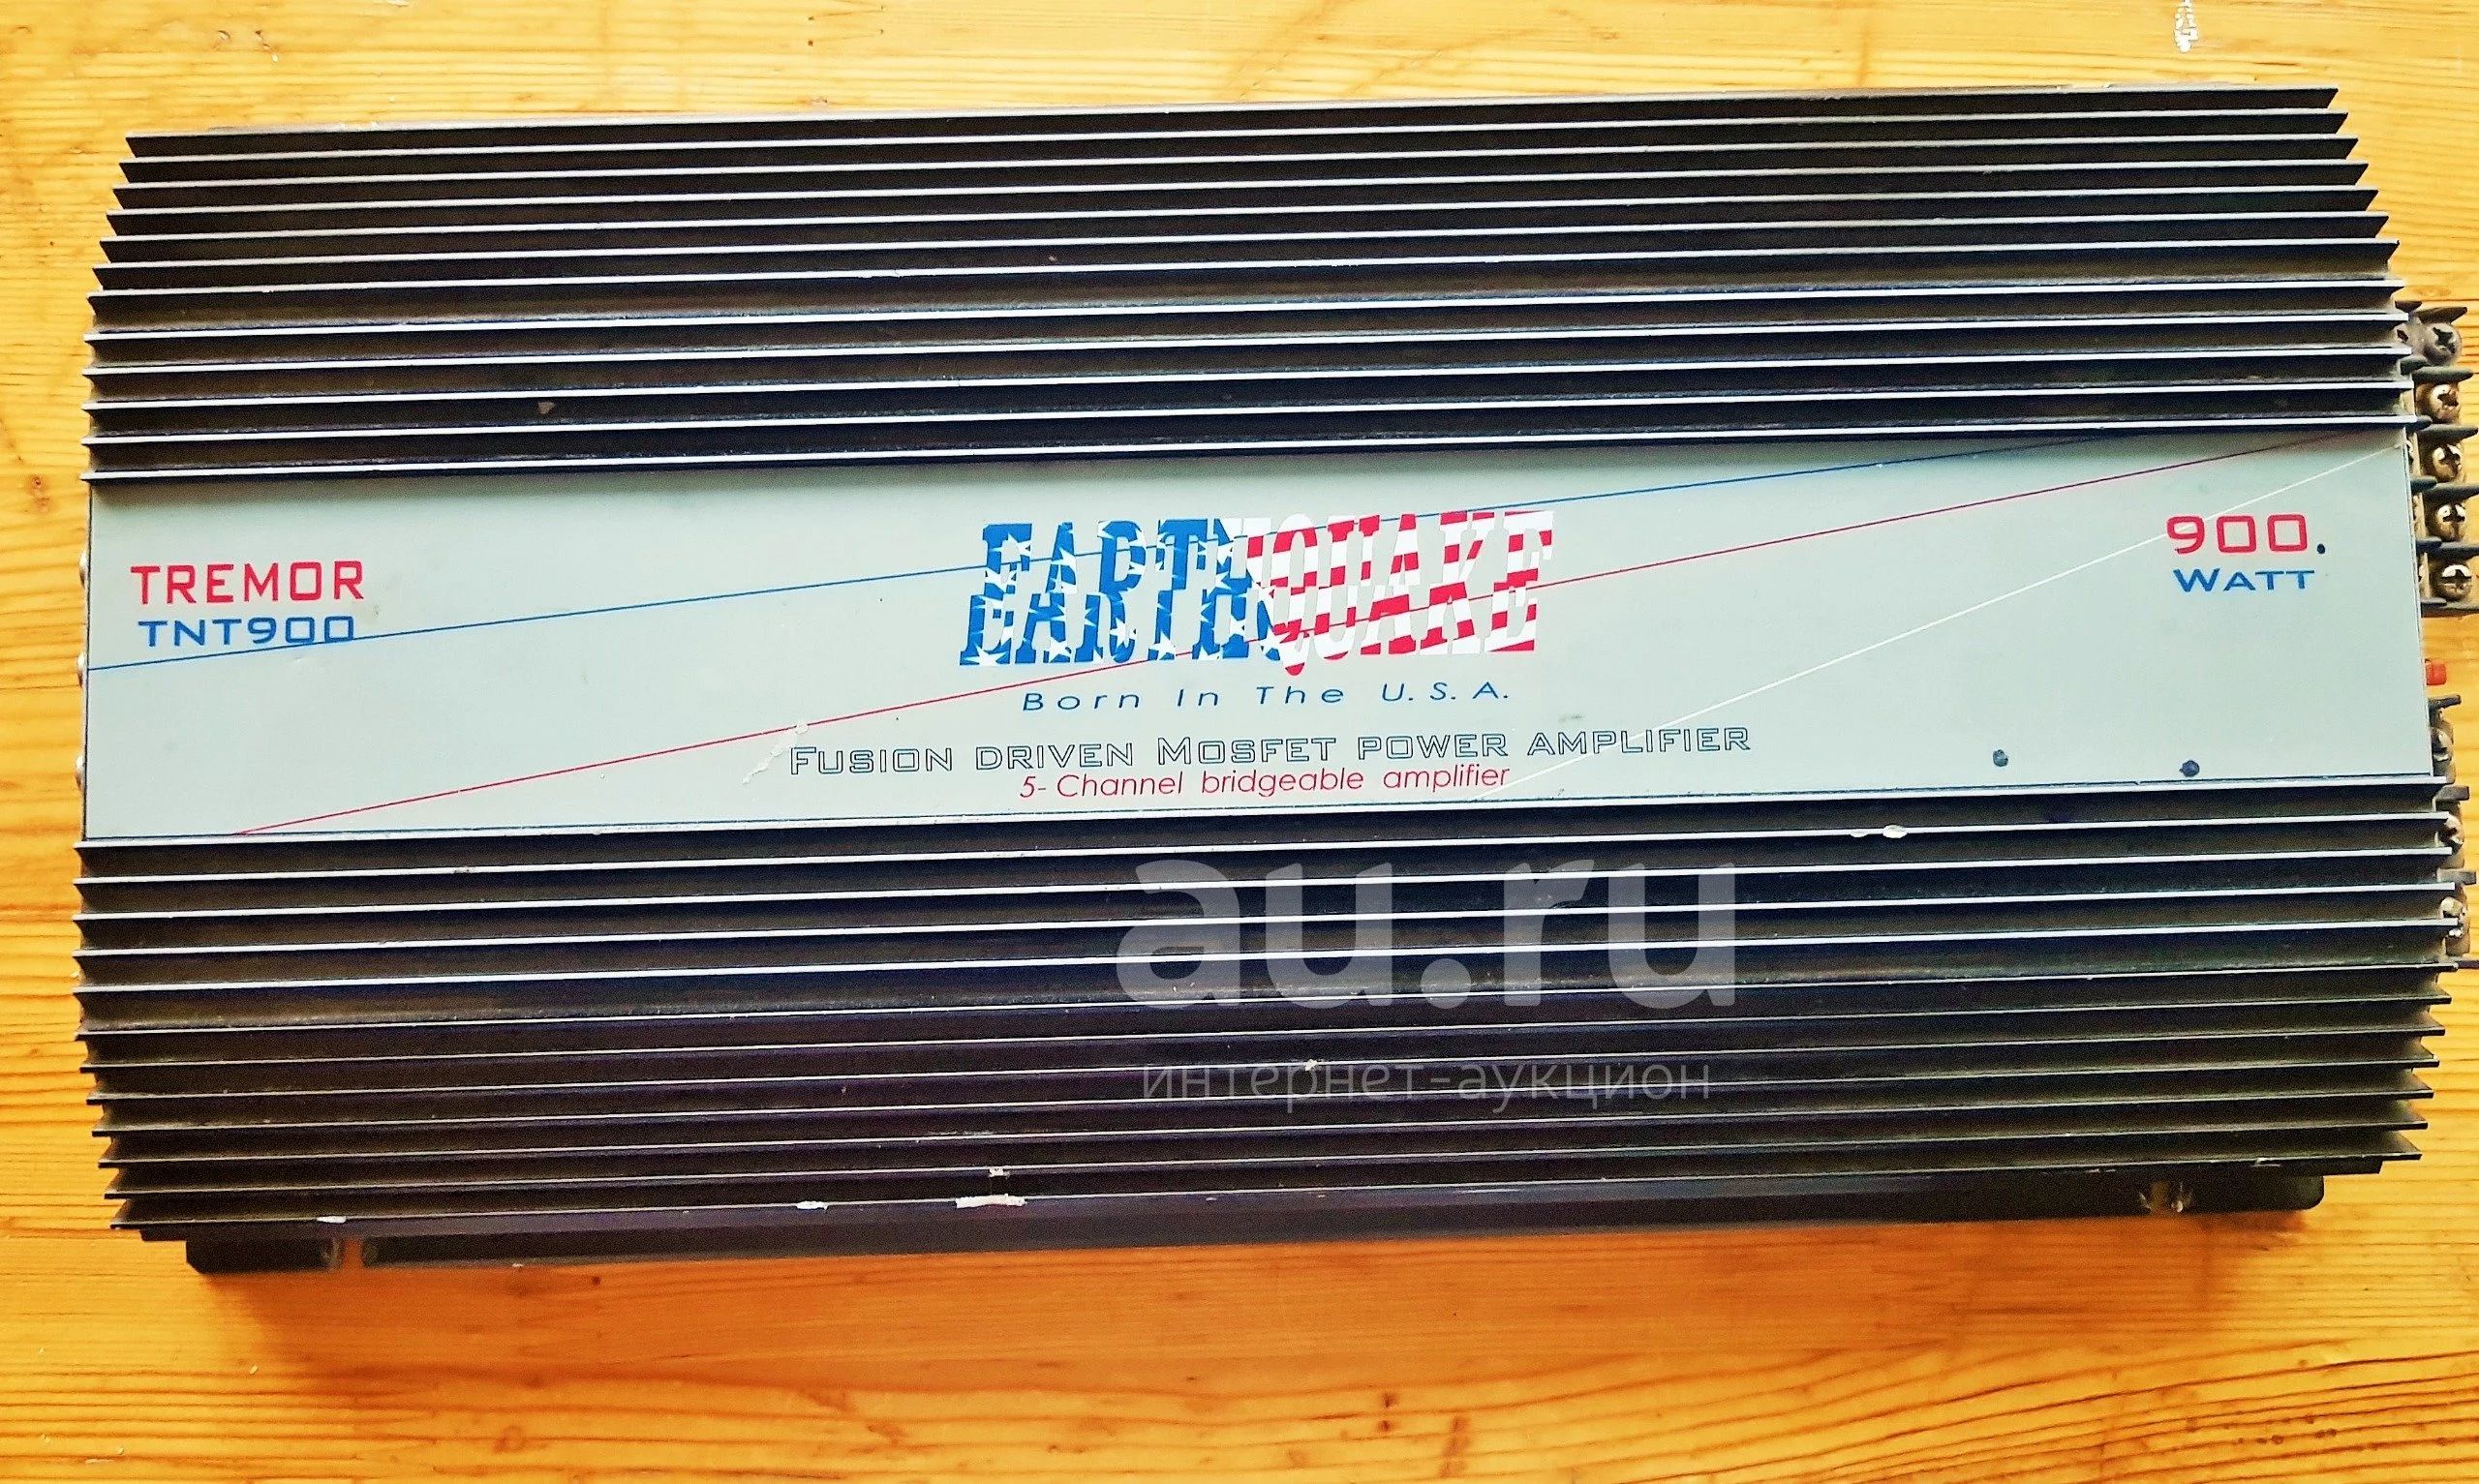 TREMOR
TNT900
EARTHQUAKE
Born In The U.S.A.
FUSION DRIVEN MOSFET POWER AMPLIFIER
5- Channel bridgeable amplifier
900
WATT
au.ru
интернет-аукцион